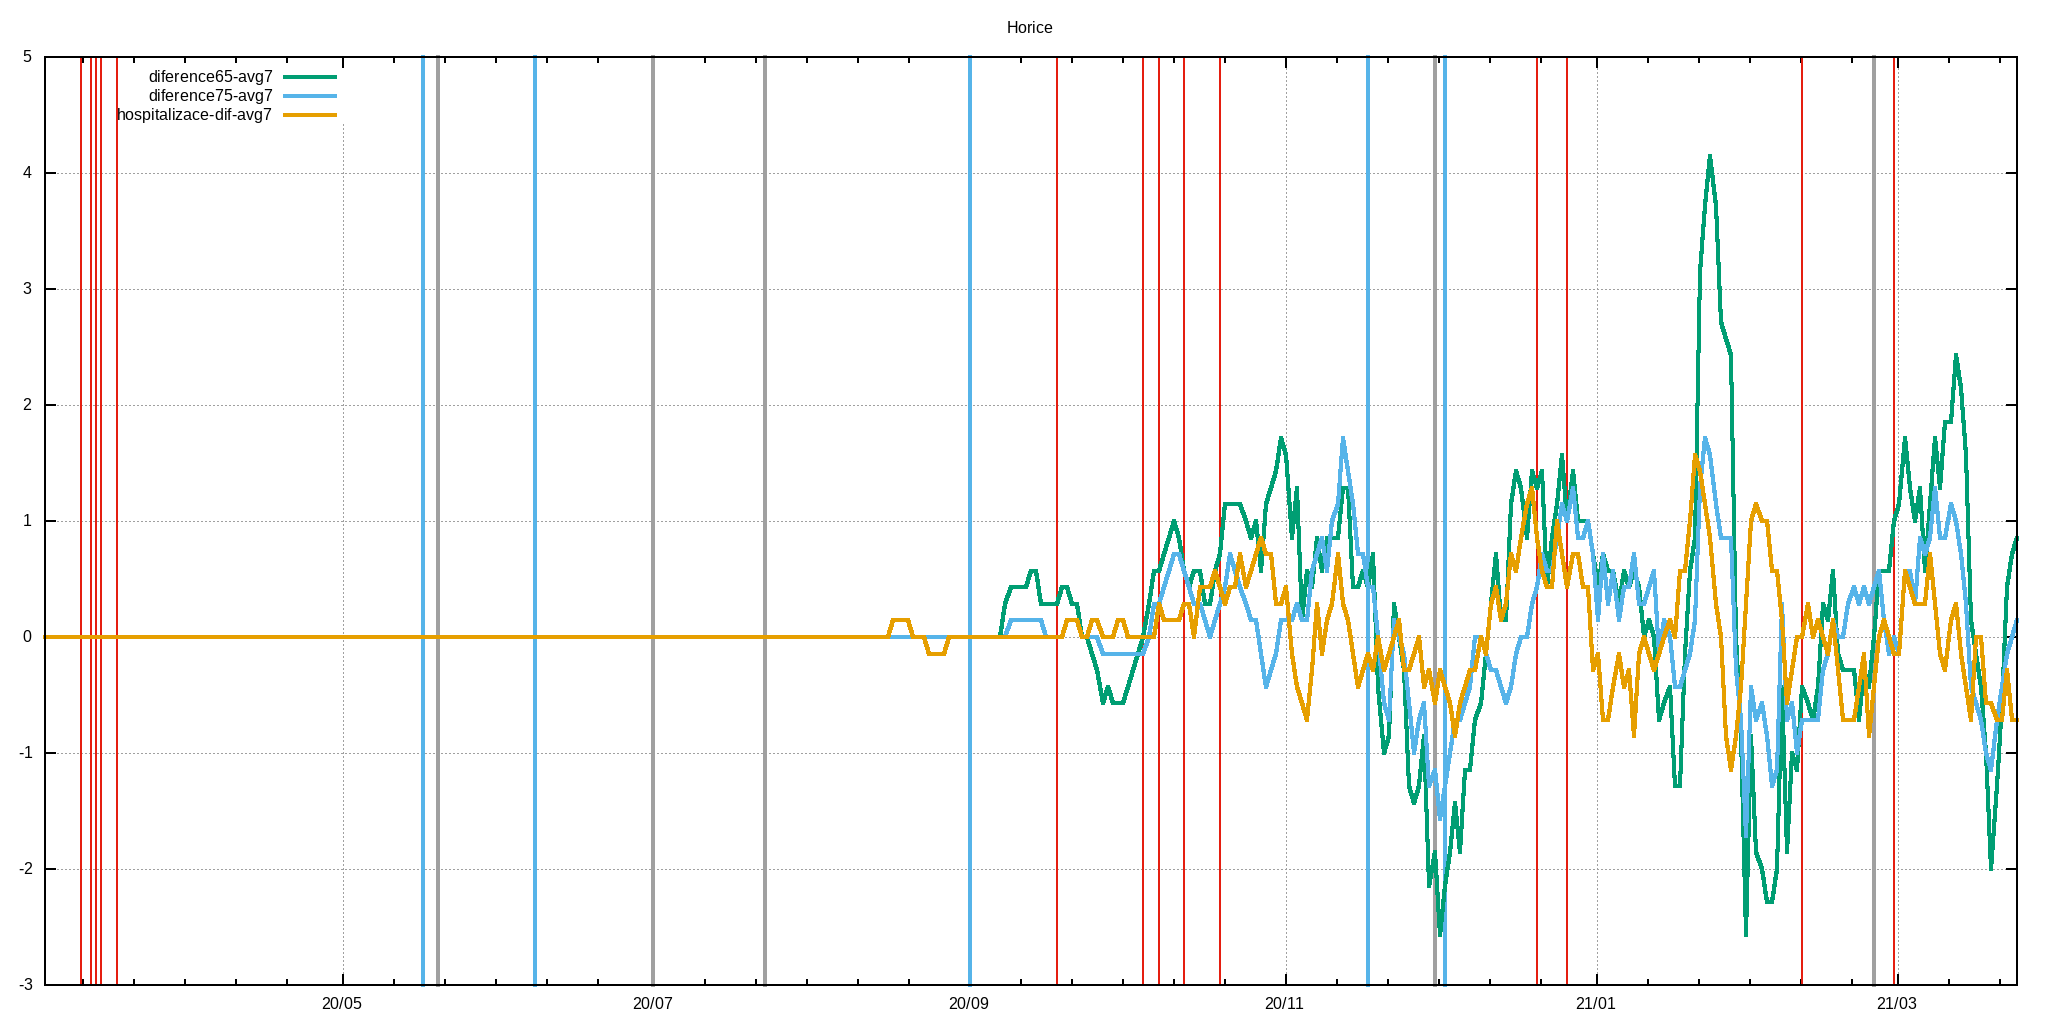 Horice
diference65-avg7
diference75-avg7
hospitalizace-dif-avg7
5
4
3
2
1
0
-1
-2
-3
20/05 20/07 20/09 20/11 21/01 21/03